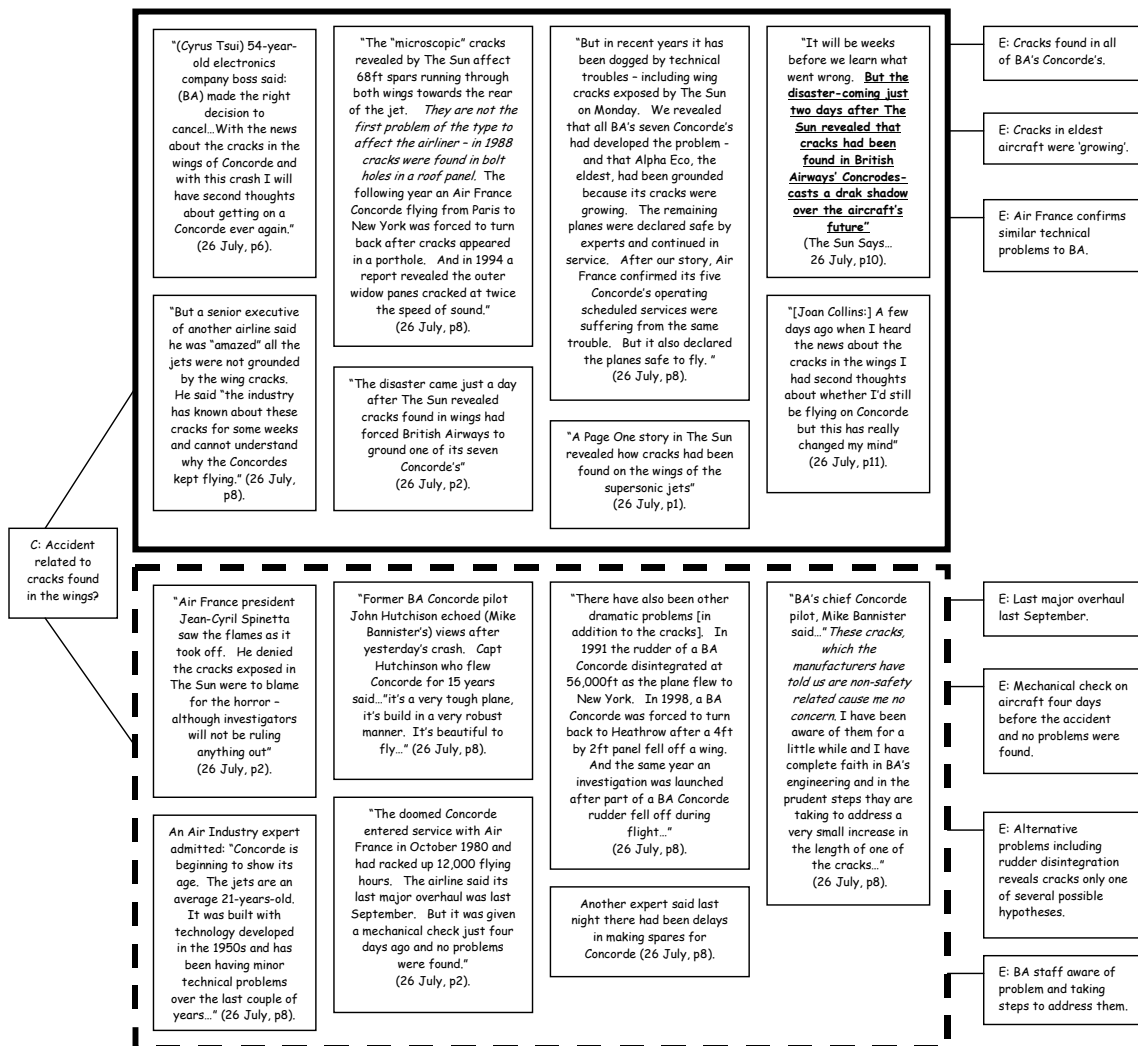 “(Cyrus Tsui) 54-year-
old electronics
company boss said:
(BA) made the right
decision to
cancel…With the news
about the cracks in the
wings of Concorde and
with this crash I will
have second thoughts
about getting on a
Concorde ever again.”
(26 July, p6).
“The “microscopic” cracks
revealed by The Sun affect
68ft spars running through
both wings towards the rear
of the jet. They are not the
first problem of the type to
affect the airliner – in 1988
cracks were found in bolt
holes in a roof panel. The
following year an Air France
Concorde flying from Paris to
New York was forced to turn
back after cracks appeared
in a porthole. And in 1994 a
report revealed the outer
widow panes cracked at twice
the speed of sound.”
(26 July, p8).
“But in recent years it has
been dogged by technical
troubles – including wing
cracks exposed by The Sun
on Monday. We revealed
that all BA’s seven Concorde’s
had developed the problem -
and that Alpha Eco, the
eldest, had been grounded
because its cracks were
growing. The remaining
planes were declared safe by
experts and continued in
service. After our story, Air
France confirmed its five
Concorde’s operating
scheduled services were
suffering from the same
trouble. But it also declared
the planes safe to fly. ”
(26 July, p8).
“It will be weeks
before we learn what
went wrong. But the
disaster-coming just
two days after The
Sun revealed that
cracks had been
found in British
Airways’ Concrodes-
casts a drak shadow
over the aircraft’s
future”
(The Sun Says…
26 July, p10).
E: Cracks found in all
of BA’s Concorde’s.
E: Cracks in eldest
aircraft were ‘growing’.
E: Air France confirms
similar technical
problems to BA.
“But a senior executive
of another airline said
he was “amazed” all the
jets were not grounded
by the wing cracks.
He said “the industry
has known about these
cracks for some weeks
and cannot understand
why the Concordes
kept flying.” (26 July,
p8).
“The disaster came just a day
after The Sun revealed
cracks found in wings had
forced British Airways to
ground one of its seven
Concorde’s”
(26 July, p2).
“A Page One story in The Sun
revealed how cracks had been
found on the wings of the
supersonic jets”
(26 July, p1).
“[Joan Collins:] A few
days ago when I heard
the news about the
cracks in the wings I
had second thoughts
about whether I’d still
be flying on Concorde
but this has really
changed my mind”
(26 July, p11).
C: Accident
related to
cracks found
in the wings?
“Air France president
Jean-Cyril Spinetta
saw the flames as it
took off. He denied
the cracks exposed in
The Sun were to blame
for the horror –
although investigators
will not be ruling
anything out”
(26 July, p2).
“Former BA Concorde pilot
John Hutchison echoed (Mike
Bannister’s) views after
yesterday’s crash. Capt
Hutchinson who flew
Concorde for 15 years
said…”it’s a very tough plane,
it’s build in a very robust
manner. It’s beautiful to
fly…” (26 July, p8).
“There have also been other
dramatic problems [in
addition to the cracks]. In
1991 the rudder of a BA
Concorde disintegrated at
56,000ft as the plane flew to
New York. In 1998, a BA
Concorde was forced to turn
back to Heathrow after a 4ft
by 2ft panel fell off a wing.
And the same year an
investigation was launched
after part of a BA Concorde
rudder fell off during
flight…”
(26 July, p8).
“BA’s chief Concorde
pilot, Mike Bannister
said…”These cracks,
which the
manufacturers have
told us are non-safety
related cause me no
concern. I have been
aware of them for a
little while and I have
complete faith in BA’s
engineering and in the
prudent steps they are
taking to address a
very small increase in
the length of one of
the cracks…”
(26 July, p8).
E: Last major overhaul
last September.
E: Mechanical check on
aircraft four days
before the accident
and no problems were
found.
E: Alternative
problems including
rudder disintegration
reveals cracks only one
of several possible
hypotheses.
E: BA staff aware of
problem and taking
steps to address them.
An Air Industry expert
admitted: “Concorde is
beginning to show its
age. The jets are an
average 21-years-old.
It was built with
technology developed
in the 1950s and has
been having minor
technical problems
over the last couple of
years…” (26 July, p8).
“The doomed Concorde
entered service with Air
France in October 1980 and
had racked up 12,000 flying
hours. The airline said its
last major overhaul was last
September. But it was given
a mechanical check just four
days ago and no problems
were found.”
(26 July, p2).
Another expert said last
night there had been delays
in making spares for
Concorde (26 July, p8).